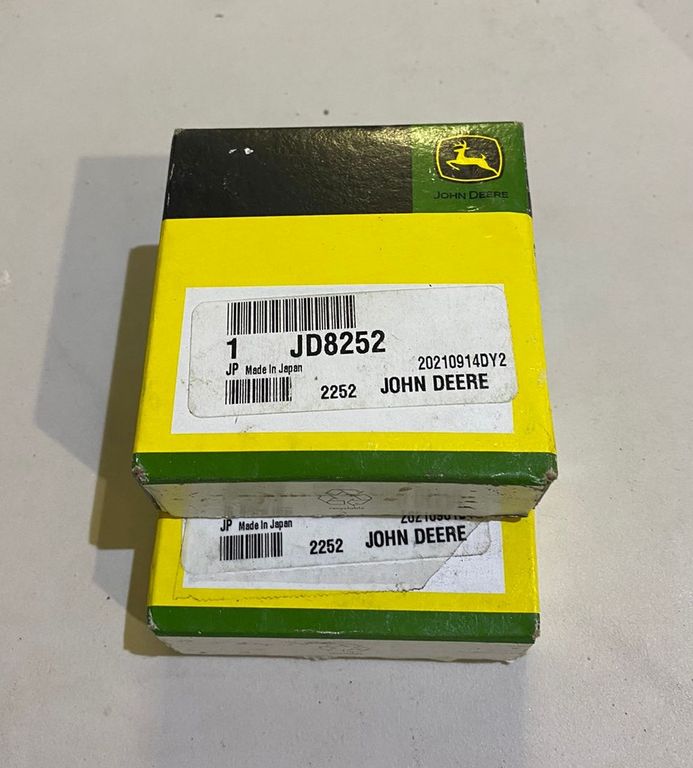 JOHN DEERE
1 JD8252
JP Made In Japan
20210914DY2
2252 JOHN DEERE
recyclable
JP Made In Japan
2252 JOHN DEERE